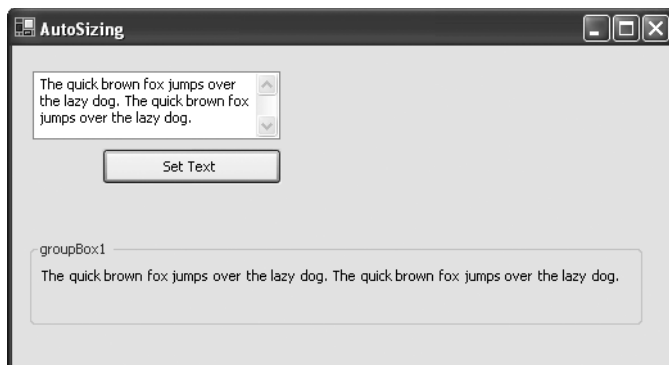 AutoSizing
The quick brown fox jumps over
the lazy dog. The quick brown fox
jumps over the lazy dog.
Set Text
groupBox1
The quick brown fox jumps over the lazy dog. The quick brown fox jumps over the lazy dog.